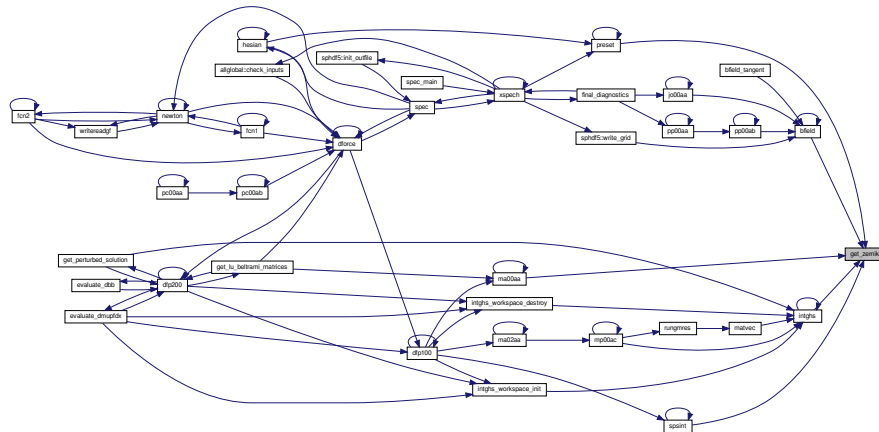 hesian
preset
sphdf5::init_outfile
allglobal::check_inputs
bfield_tangent
spec_main
xspech
final_diagnostics
jo00aa
spec
fcn2
newton
writereadgf
fcn1
pp00aa
pp00ab
bfield
sphdf5::write_grid
dforce
pc00aa
pc00ab
get_zernik
get_perturbed_solution
get_lu_beltrami_matrices
evaluate_dbb
dfp200
ma00aa
intghs_workspace_destroy
evaluate_dmupfdx
intghs
rungmres
matvec
ma02aa
mp00ac
dfp100
intghs_workspace_init
spsint